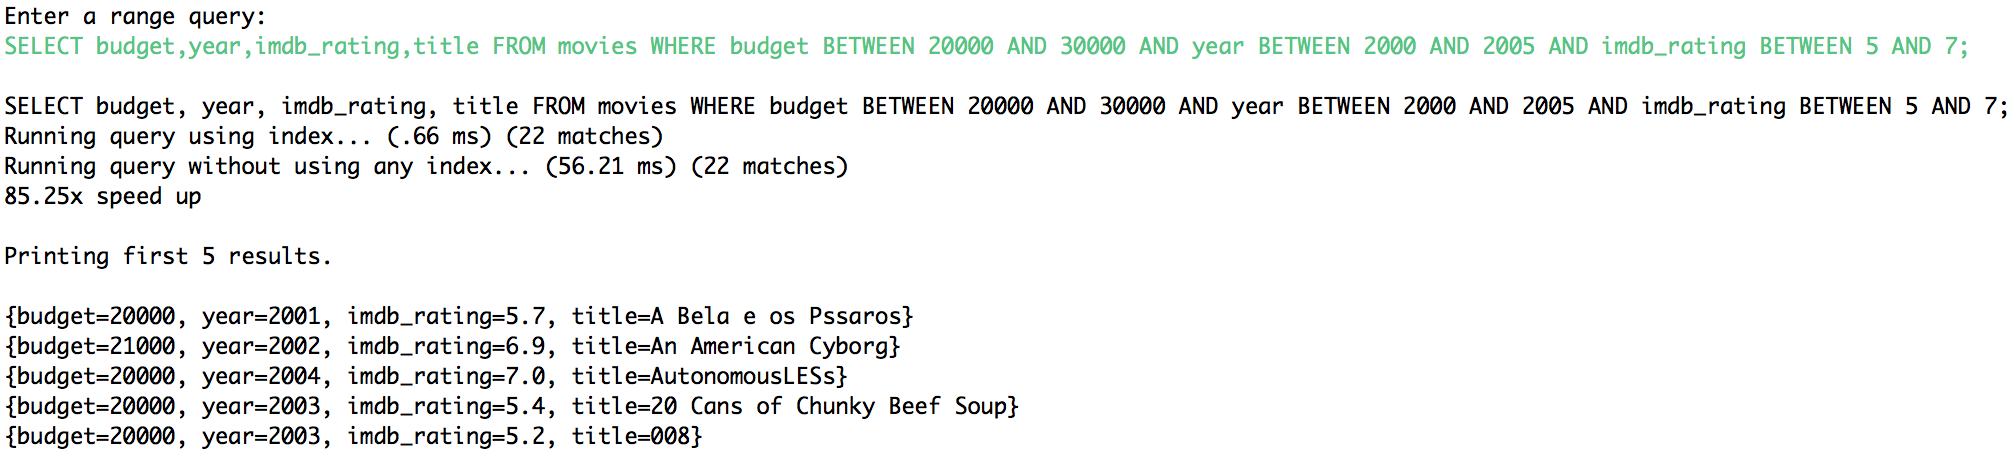 Enter a range query:
SELECT budget,year,imdb_rating,title FROM movies WHERE budget BETWEEN 20000 AND 30000 AND year BETWEEN 2000 AND 2005 AND imdb_rating BETWEEN 5 AND 7;
SELECT budget, year, imdb_rating, title FROM movies WHERE budget BETWEEN 20000 AND 30000 AND year BETWEEN 2000 AND 2005 AND imdb_rating BETWEEN 5 AND 7;
Running query using index... (.66 ms) (22 matches)
Running query without using any index... (56.21 ms) (22 matches)
85.25x speed up
Printing first 5 results.
{budget=20000, year=2001, imdb_rating=5.7, title=A Bela e os Pssaros}
{budget=21000, year=2002, imdb_rating=6.9, title=An American Cyborg}
{budget=20000, year=2004, imdb_rating=7.0, title=AutonomousLESs}
{budget=20000, year=2003, imdb_rating=5.4, title=20 Cans of Chunky Beef Soup}
{budget=20000, year=2003, imdb_rating=5.2, title=008}